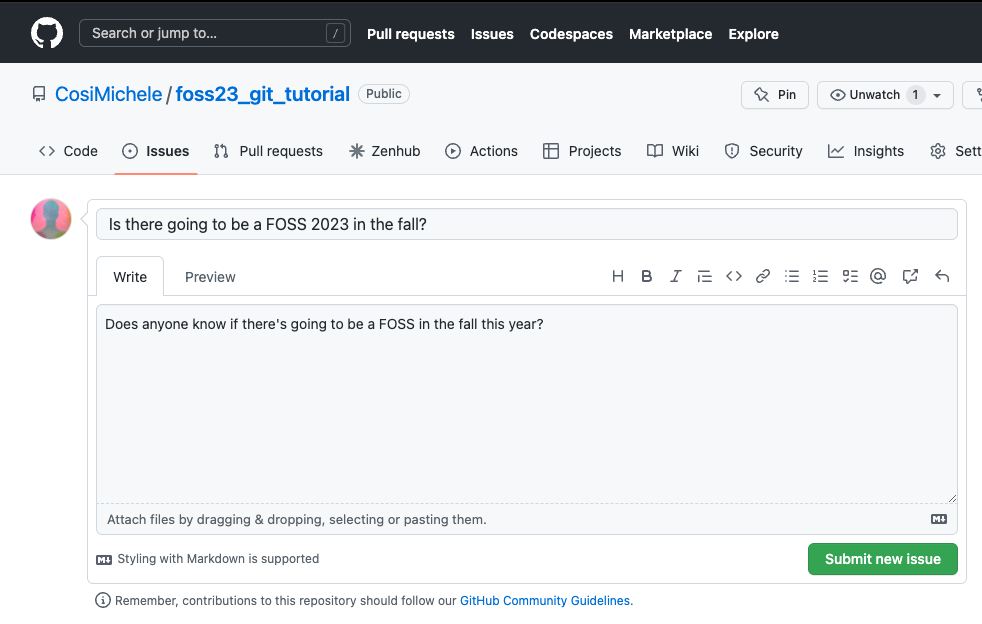 Search or jump to... /
Pull requests Issues Codespaces Marketplace Explore
CosiMichele / foss23_git_tutorial Public
Pin Unwatch 1
Code Issues Pull requests Zenhub Actions Projects Wiki Security Insights Sett
Is there going to be a FOSS 2023 in the fall?
Write Preview H B I @
Does anyone know if there's going to be a FOSS in the fall this year?
Attach files by dragging & dropping, selecting or pasting them.
Styling with Markdown is supported
Submit new issue
Remember, contributions to this repository should follow our GitHub Community Guidelines.